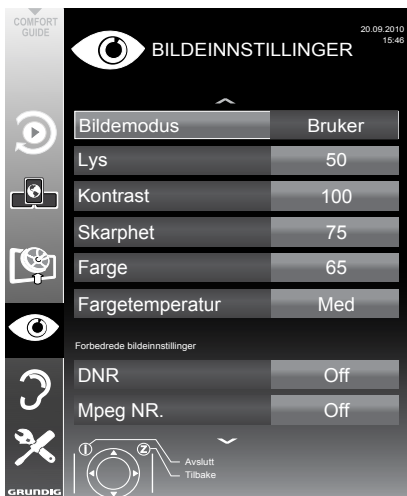 COMFORT
GUIDE
BILDEINNSTILLINGER
20.09.2010
15:46
Bildemodus Bruker
Lys 50
Kontrast 100
Skarphet 75
Farge 65
Fargetemperatur Med
Forbedrede bildeinnstillinger
DNR Off
Mpeg NR. Off
Avslutt
Tilbake
GRUNDIG